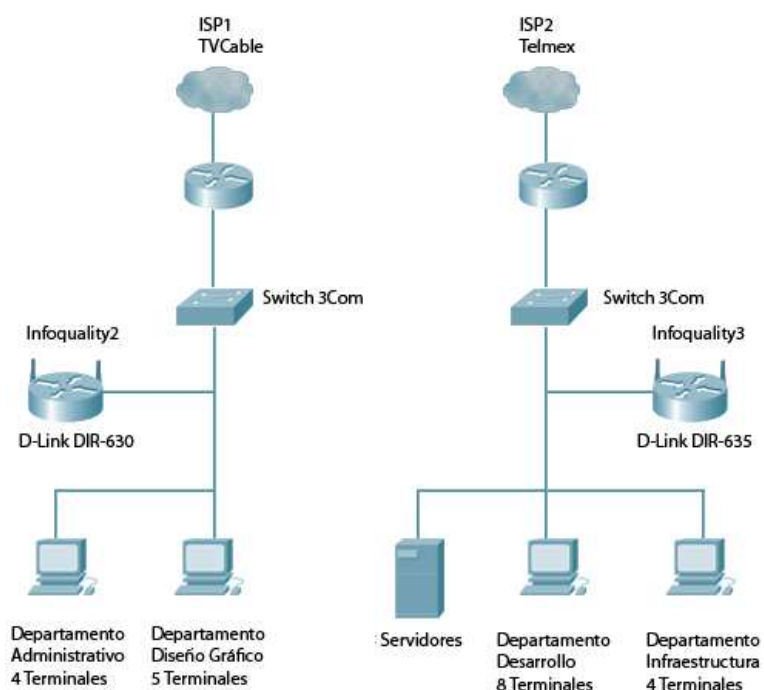 ISP1
TVCable
ISP2
Telmex
Switch 3Com
Switch 3Com
Infoquality2
Infoquality3
D-Link DIR-630
D-Link DIR-635
Departamento
Administrativo
4 Terminales
Departamento
Diseño Gráfico
5 Terminales
Servidores
Departamento
Desarrollo
8 Terminales
Departamento
Infraestructura
4 Terminales